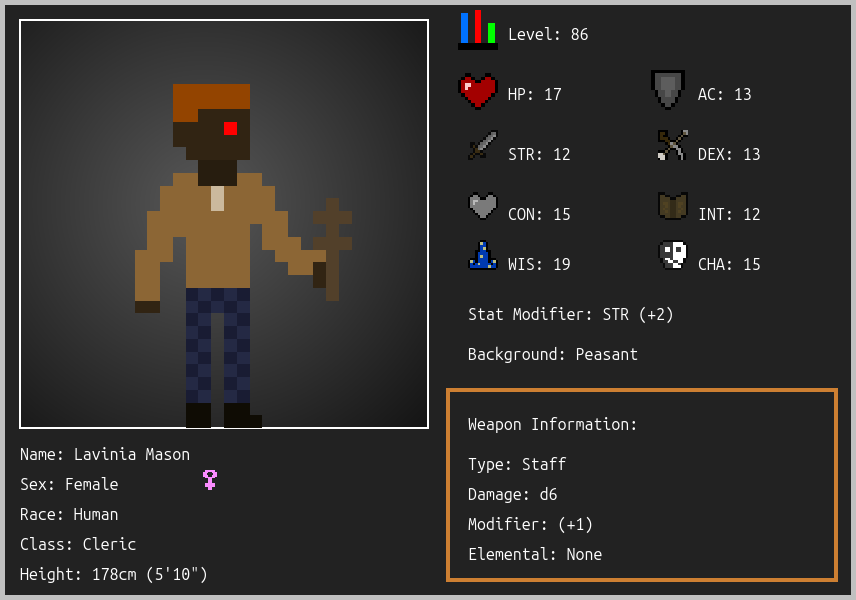 Level: 86
HP: 17
AC: 13
STR: 12
DEX: 13
CON: 15
INT: 12
WIS: 19
CHA: 15
Stat Modifier: STR (+2)
Background: Peasant
Weapon Information:
Type: Staff
Damage: d6
Modifier: (+1)
Elemental: None
Name: Lavinia Mason
Sex: Female
Race: Human
Class: Cleric
Height: 178cm (5'10")